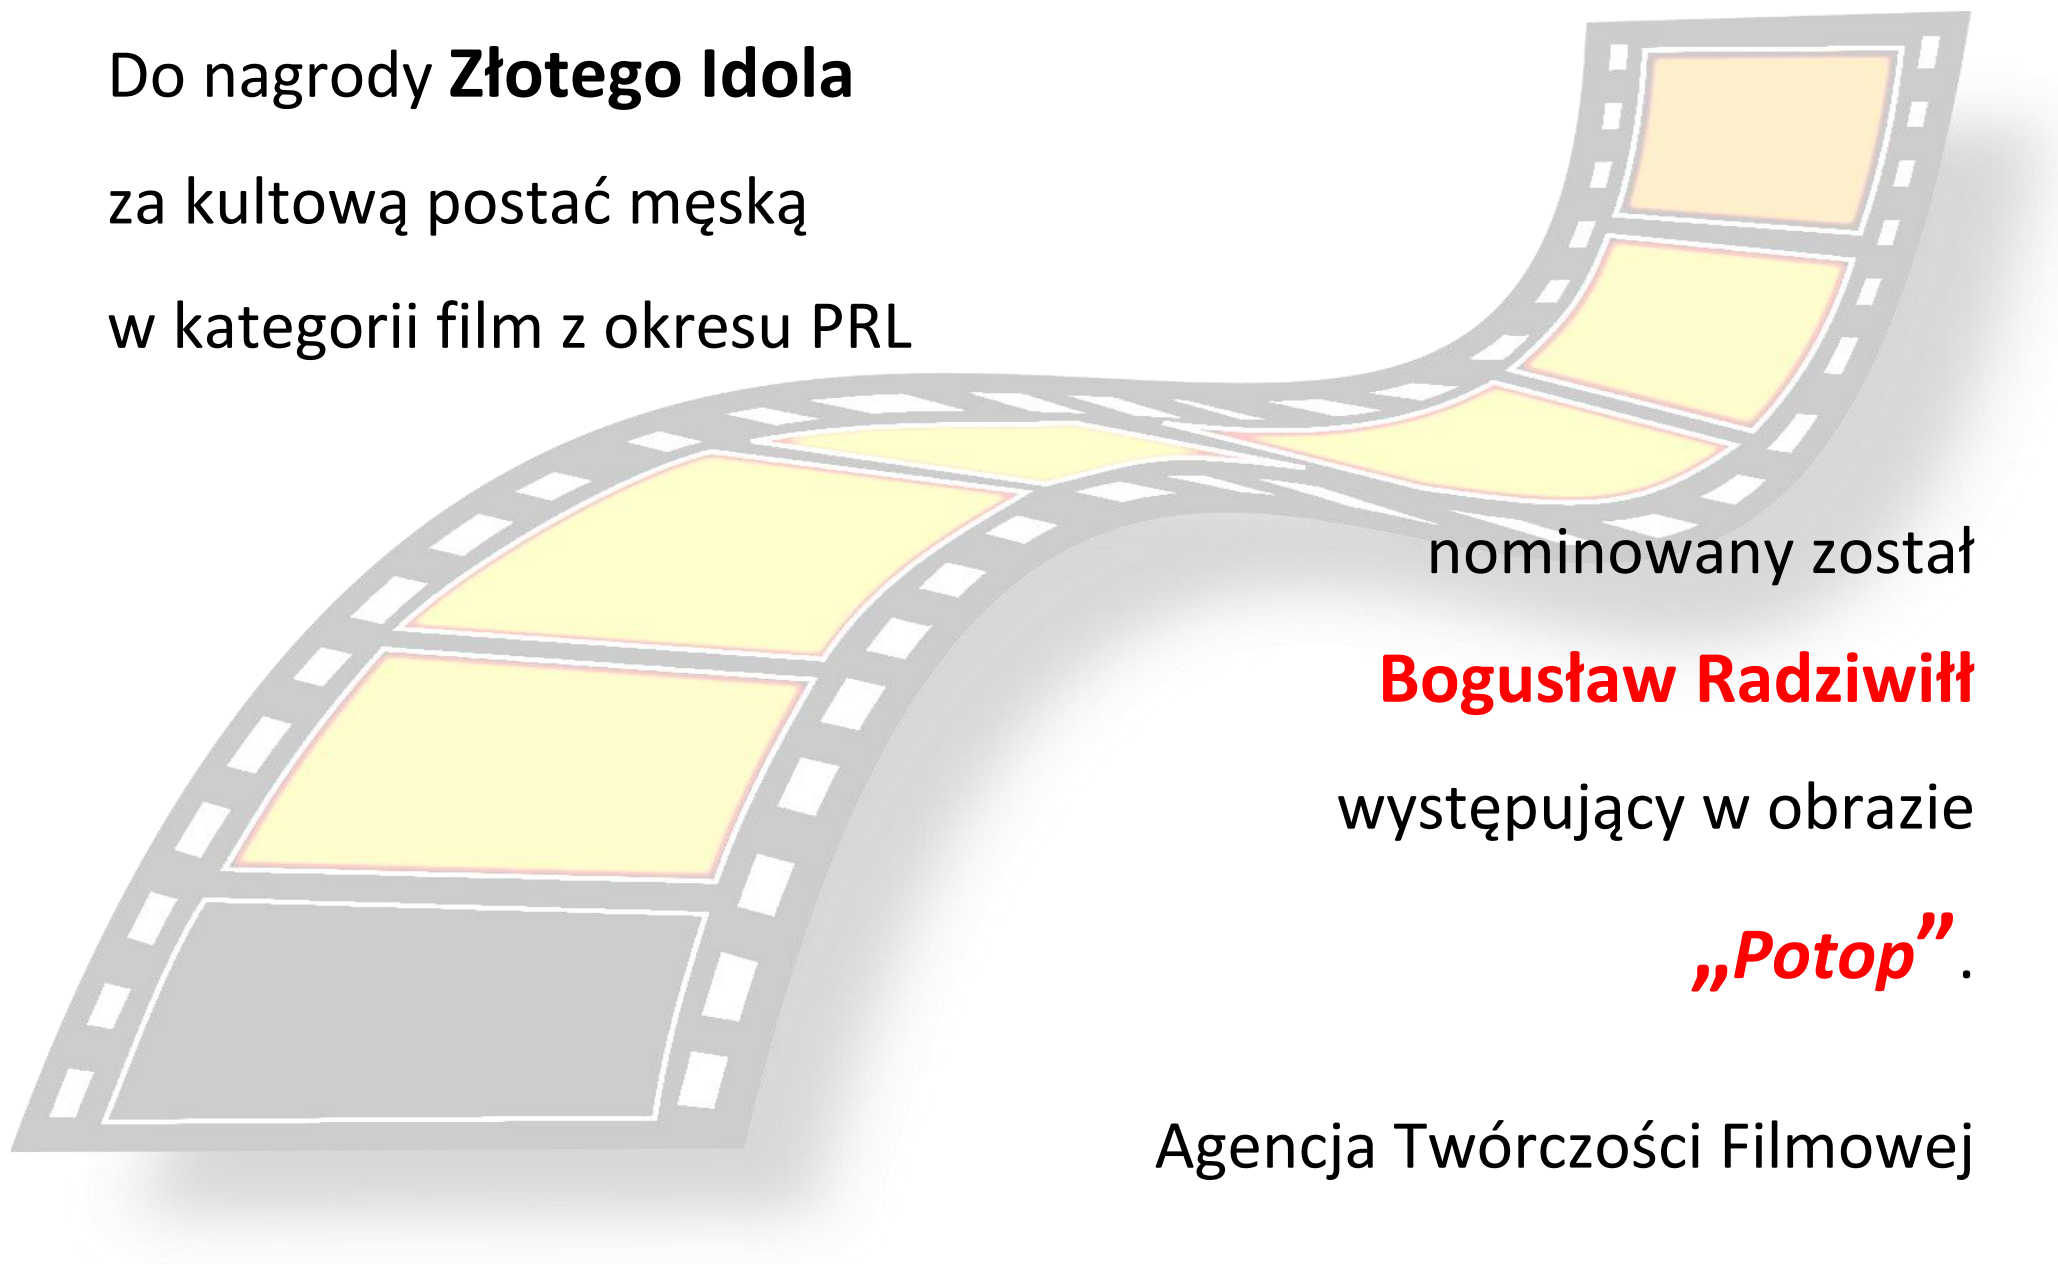 Do nagrody Złotego Idola
za kultową postać męską
w kategorii film z okresu PRL
nominowany został
Bogusław Radziwiłł
występujący w obrazie
„Potop”.
Agencja Twórczości Filmowej